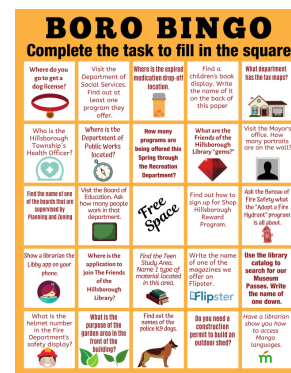 BORO BINGO
Complete the task to fill in the square
Where do you
go to get a
dog license?
Visit the
Department of
Social Services.
Find out at
least one
program they
offer.
Where is the expired
medication drop-off
location.
Find a
children's book
display. Write
the name of it
on the back of
this paper
What department
has the tax maps?
Who is the
Hillsborough
Township's
Health Officer?
Where is the
Department of
Public Works
located?
How many
programs are
being offered this
Spring through
the Recreation
Department?
What are the
Friends of the
Hillsborough
Library "gems?"
Visit the Mayor's
office. How
many portraits
are on the wall?
Find the name of one
of the boards that are
supervised by
Planning and Zoning
Visit the Board of
Education. Ask
how many people
work in that
department.
Free
Space
Find out how to
sign up for Shop
Hillsborough
Reward
Program.
Ask the Bureau of
Fire Safety what
the "Adopt a Fire
Hydrant" program
is all about.
Show a librarian the
Libby app on your
phone.
Where is the
application to
join The Friends
of the
Hillsborough
Library?
Find the Teen
Study Area.
Name 1 type of
material located
in this area.
Write the name
of one of the
magazines we
offer on
Flipster.
Flipster
Use the library
catalog to
search for our
Museum
Passes. Write
the name of
one down.
What is the
helmet number
in the Fire
Department's
safety display?
What is the
purpose of the
garden area in the
front of the
building?
Find out the
names of the
police K9 dogs.
Do you need a
construction
permit to build an
outdoor shed?
Have a librarian
show you how
to access
Mango
languages.
m